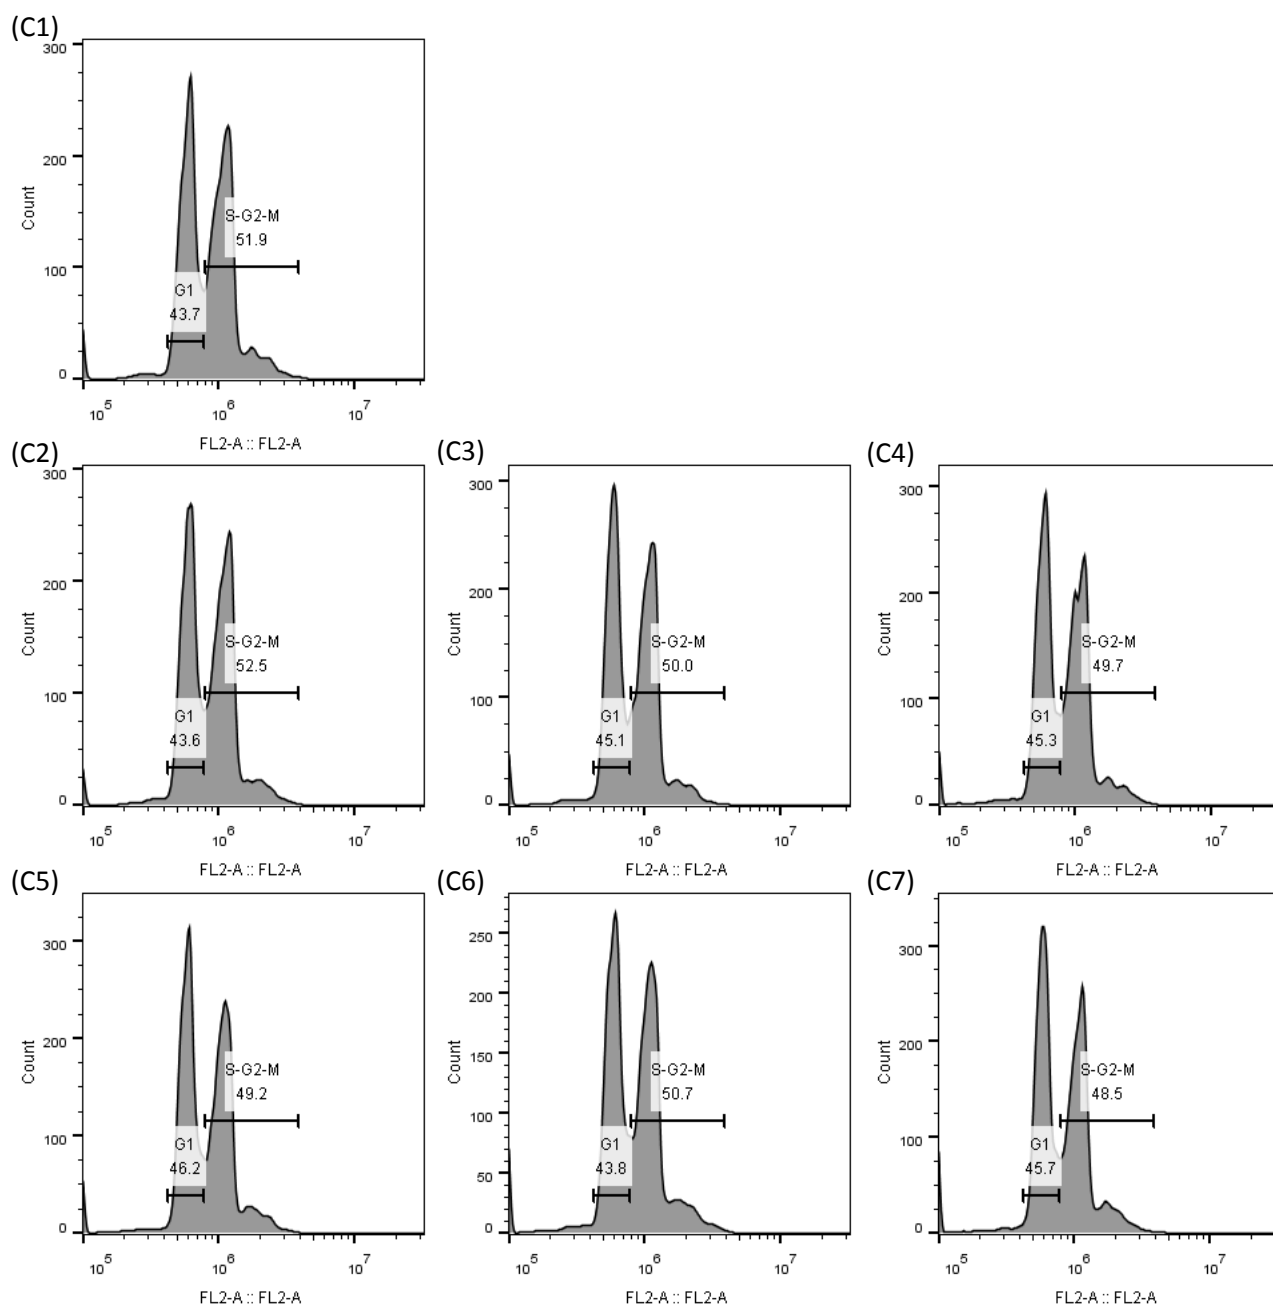 (C1)
300
200
100
0
Count
S-G2-M
51.9
G1
43.7
10^5 10^6 10^7
FL2-A :: FL2-A
(C2)
300
200
100
0
Count
S-G2-M
52.5
G1
43.6
10^5 10^6 10^7
FL2-A :: FL2-A
(C3)
300
200
100
0
Count
S-G2-M
50.0
G1
45.1
10^5 10^6 10^7
FL2-A :: FL2-A
(C4)
300
200
100
0
Count
S-G2-M
49.7
G1
45.3
10^5 10^6 10^7
FL2-A :: FL2-A
(C5)
300
200
100
0
Count
S-G2-M
49.2
G1
46.2
10^5 10^6 10^7
FL2-A :: FL2-A
(C6)
250
200
150
100
50
0
Count
S-G2-M
50.7
G1
43.8
10^5 10^6 10^7
FL2-A :: FL2-A
(C7)
300
200
100
0
Count
S-G2-M
48.5
G1
45.7
10^5 10^6 10^7
FL2-A :: FL2-A